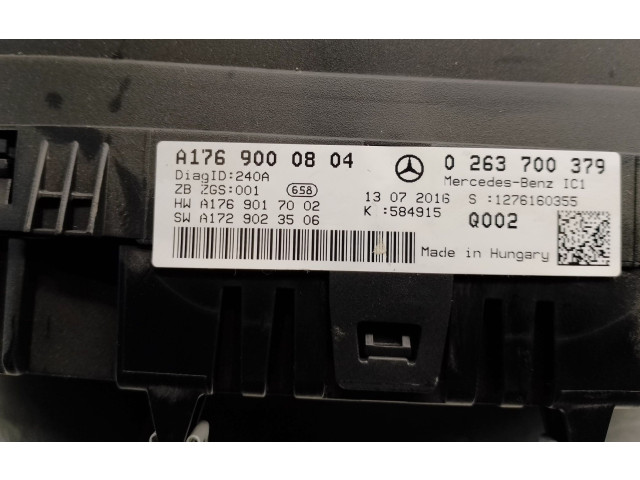 A176 900 08 04 0 263 700 379
DiagID:240A Mercedes-Benz IC1
ZB ZGS:001 658 13 07 2016 S :1276160355
HW A176 901 70 02 K :584915 Q002
SW A172 902 35 06
Made in Hungary